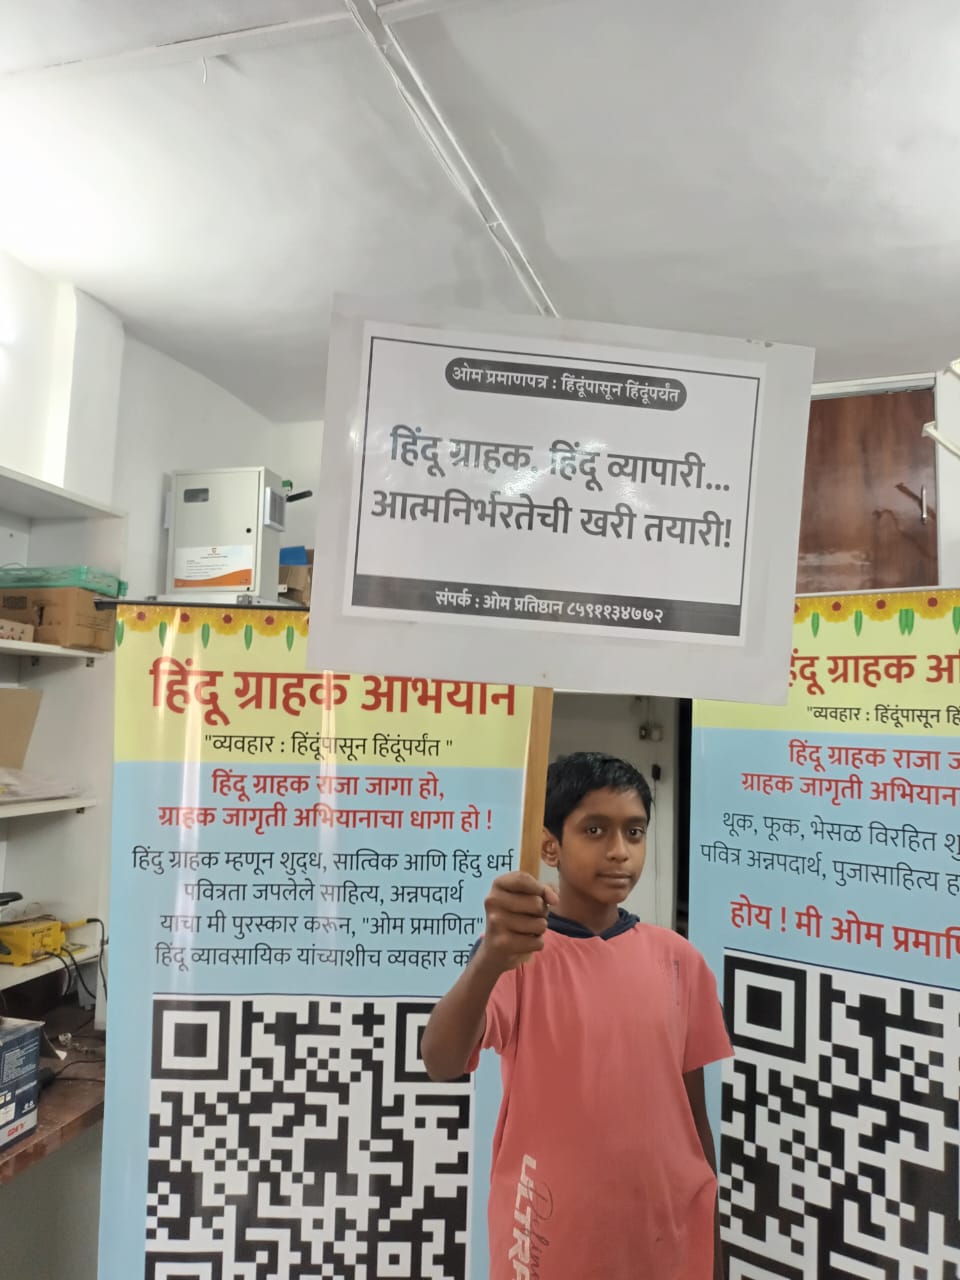 ओम प्रमाणपत्र : हिंदूंपासून हिंदूंपर्यंत
हिंदू ग्राहक, हिंदू व्यापारी...
आत्मनिर्भरतेची खरी तयारी!
संपर्क : ओम प्रतिष्ठान ८५९११३४७७२
हिंदू ग्राहक अभियान
"व्यवहार : हिंदूंपासून हिंदूंपर्यंत "
हिंदू ग्राहक राजा जागा हो,
ग्राहक जागृती अभियानाचा धागा हो !
हिंदु ग्राहक म्हणून शुद्ध, सात्विक आणि हिंदु धर्म
पवित्रता जपलेले साहित्य, अन्नपदार्थ
याचा मी पुरस्कार करून, "ओम प्रमाणित"
हिंदू व्यावसायिक यांच्याशीच व्यवहार
हिंदू ग्राहक
"व्यवहार : हिंदूंपासून
हिंदू ग्राहक राजा
ग्राहक जागृती
थूक, फूक, भेसळ विरहित
पवित्र अन्नपदार्थ, पुजासाहित्य
होय ! मी ओम
ULTRA